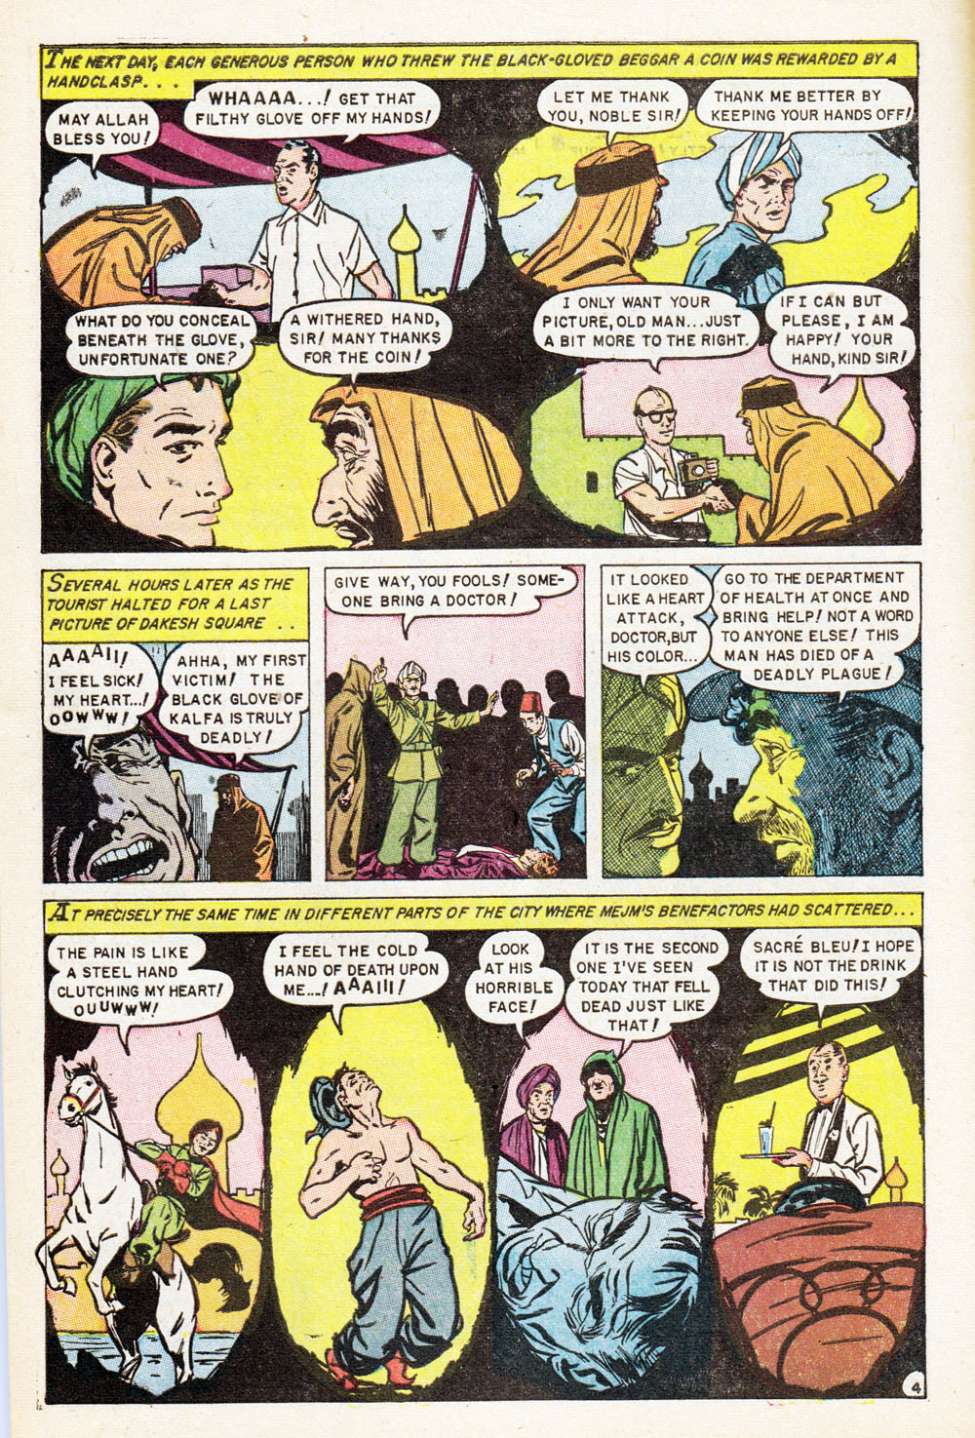 THE NEXT DAY, EACH GENEROUS PERSON WHO THREW THE BLACK-GLOVED BEGGAR A COIN WAS REWARDED BY A
HANDCLASP. . .
MAY ALLAH
BLESS YOU!
WHAAAA...! GET THAT
FILTHY GLOVE OFF MY HANDS!
LET ME THANK
YOU, NOBLE SIR!
THANK ME BETTER BY
KEEPING YOUR HANDS OFF!
WHAT DO YOU CONCEAL
BENEATH THE GLOVE,
UNFORTUNATE ONE?
A WITHERED HAND,
SIR! MANY THANKS
FOR THE COIN!
I ONLY WANT YOUR
PICTURE, OLD MAN...JUST
A BIT MORE TO THE RIGHT.
IF I CAN BUT
PLEASE, I AM
HAPPY! YOUR
HAND, KIND SIR!
SEVERAL HOURS LATER AS THE
TOURIST HALTED FOR A LAST
PICTURE OF DAKESH SQUARE . .
AAAAII!
I FEEL SICK!
MY HEART...!
OOWWW!
AHHA, MY FIRST
VICTIM! THE
BLACK GLOVE OF
KALFA IS TRULY
DEADLY!
GIVE WAY, YOU FOOLS! SOME-
ONE BRING A DOCTOR!
IT LOOKED
LIKE A HEART
ATTACK,
DOCTOR, BUT
HIS COLOR...
GO TO THE DEPARTMENT
OF HEALTH AT ONCE AND
BRING HELP! NOT A WORD
TO ANYONE ELSE! THIS
MAN HAS DIED OF A
DEADLY PLAGUE!
AT PRECISELY THE SAME TIME IN DIFFERENT PARTS OF THE CITY WHERE MEJM'S BENEFACTORS HAD SCATTERED...
THE PAIN IS LIKE
A STEEL HAND
CLUTCHING MY HEART!
OUUWWW!
I FEEL THE COLD
HAND OF DEATH UPON
ME...! AAAIII!
LOOK
AT HIS
HORRIBLE
FACE!
IT IS THE SECOND
ONE I'VE SEEN
TODAY THAT FELL
DEAD JUST LIKE
THAT!
SACRÉ BLEU! I HOPE
IT IS NOT THE DRINK
THAT DID THIS!
4